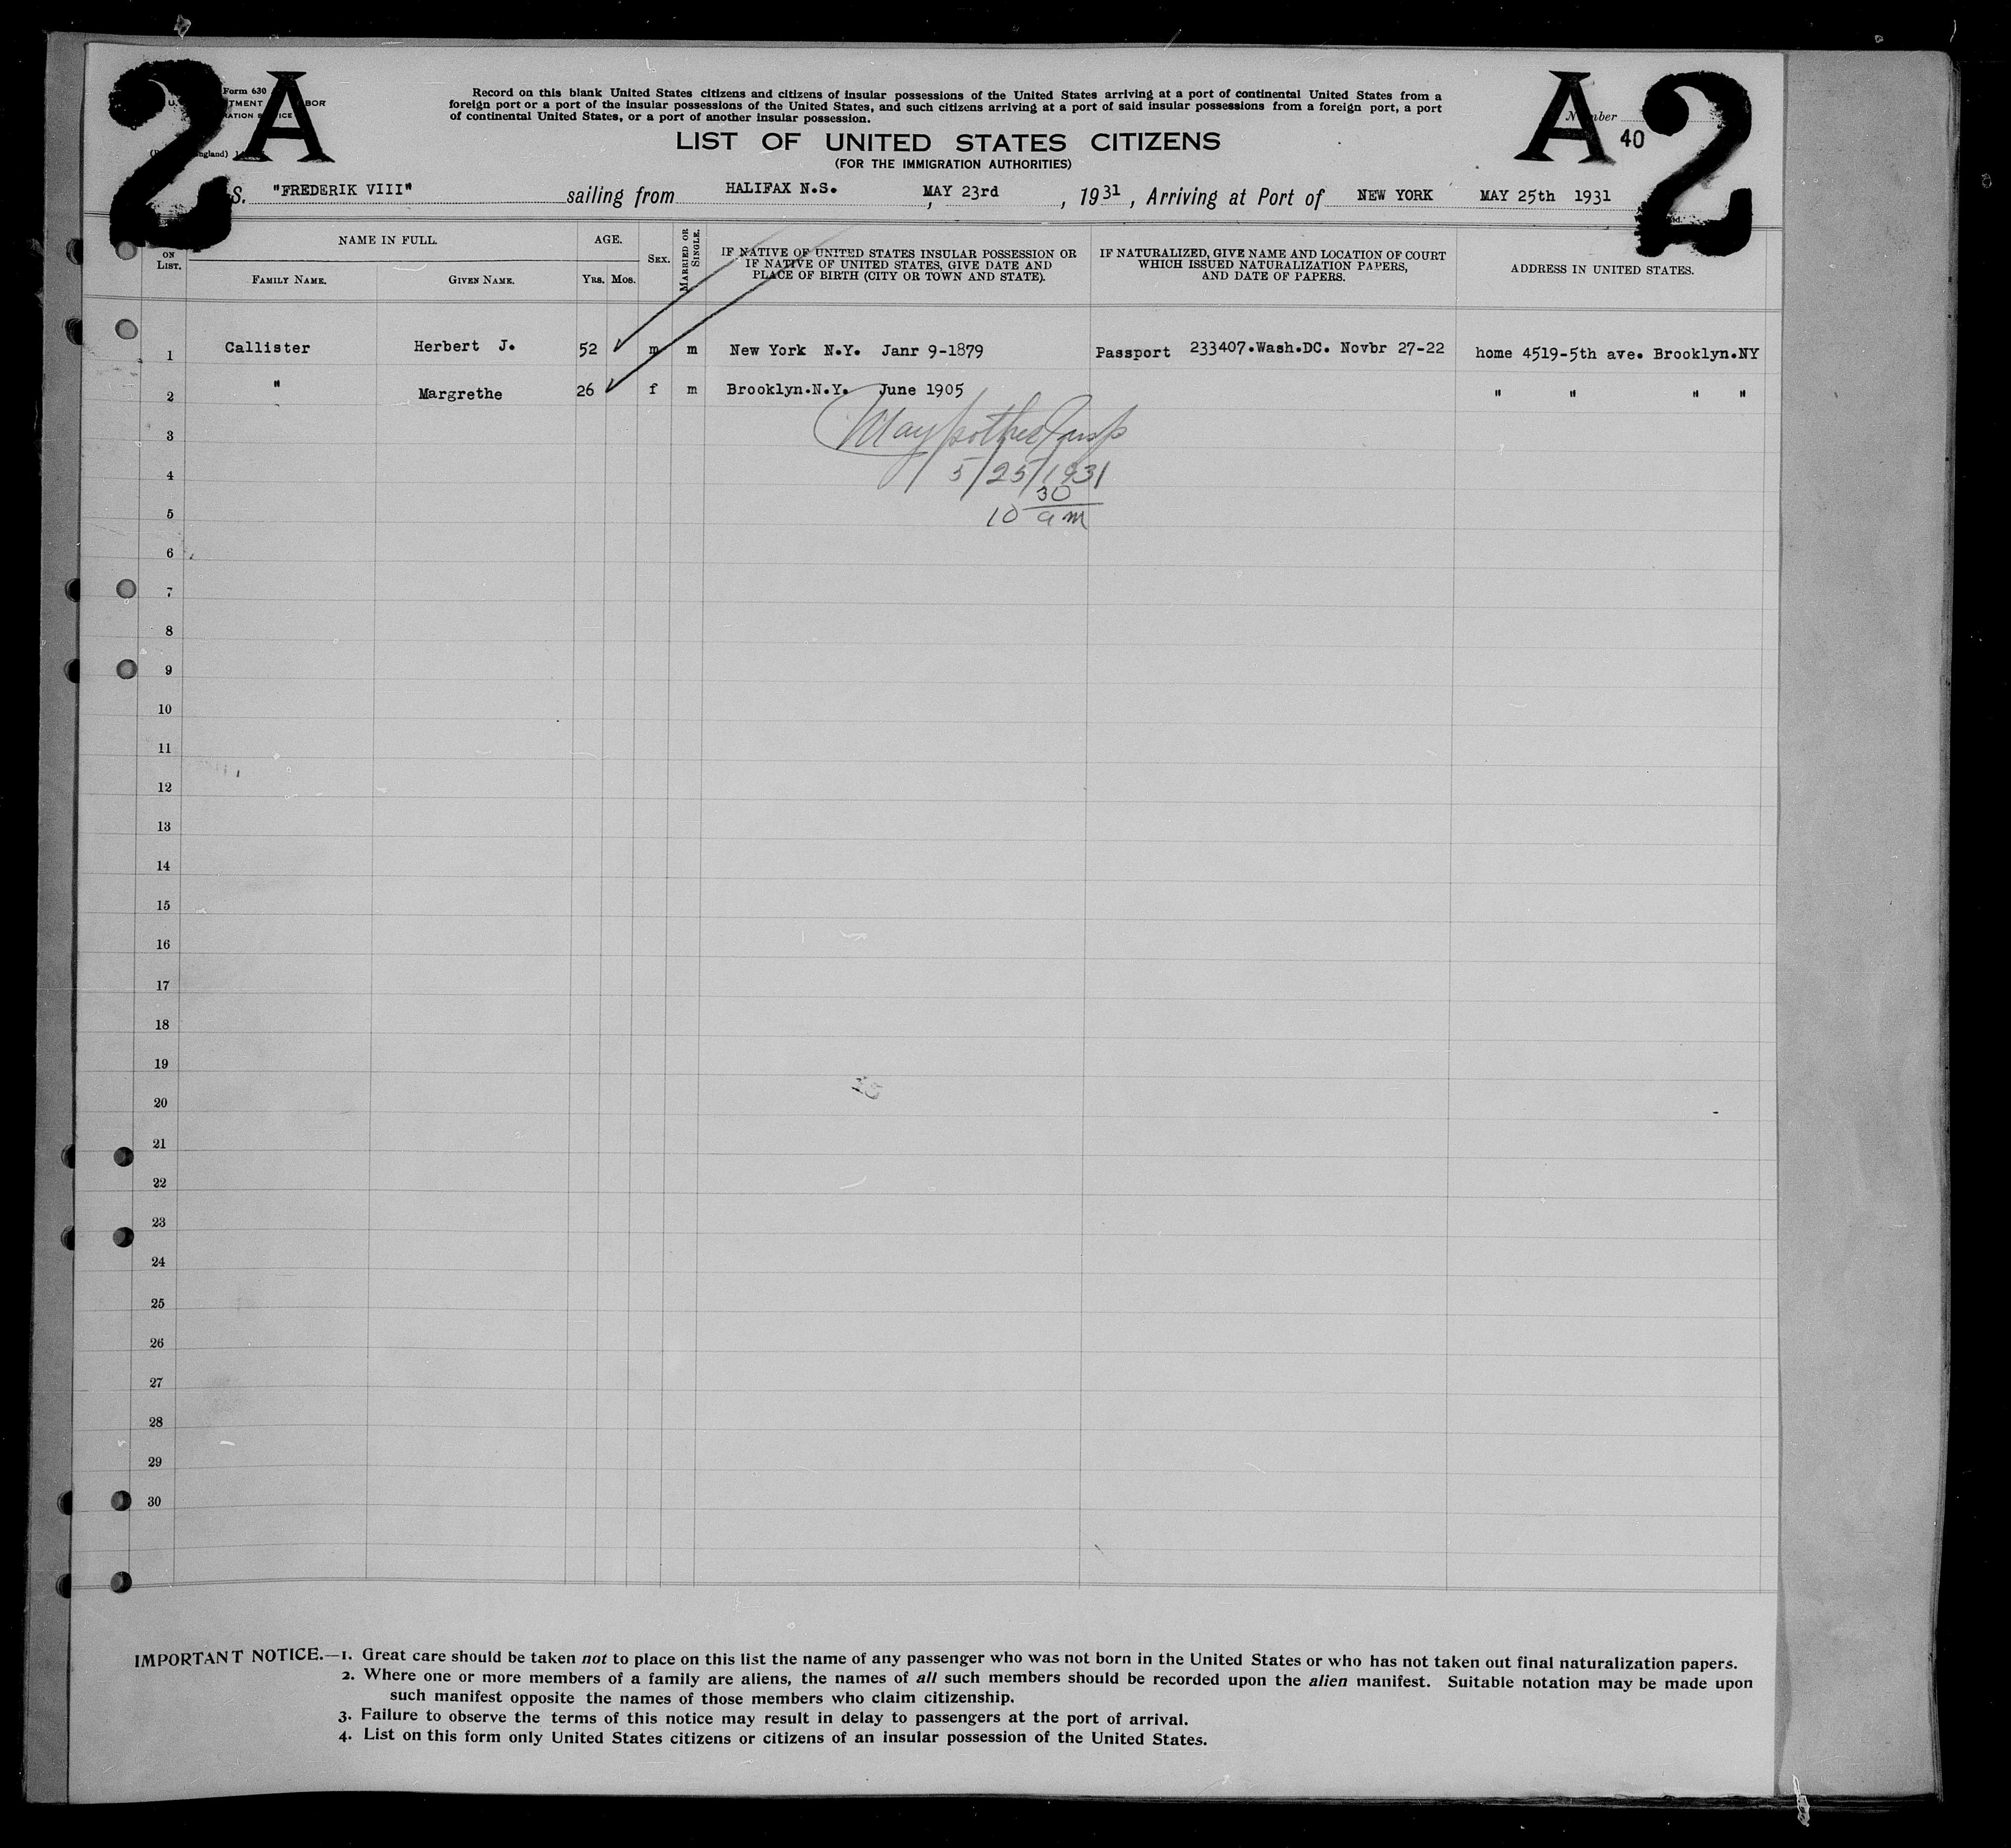 2 A
A 2
Form 630
Number
40
Record on this blank United States citizens and citizens of insular possessions of the United States arriving at a port of continental United States from a
foreign port or a port of the insular possessions of the United States, and such citizens arriving at a port of said insular possessions from a foreign port, a port
of continental United States, or a port of another insular possession.
LIST OF UNITED STATES CITIZENS
(FOR THE IMMIGRATION AUTHORITIES)
S. "FREDERIK VIII" sailing from HALIFAX N.S. , MAY 23rd , 1931 , Arriving at Port of NEW YORK MAY 25th 1931
ON LIST. NAME IN FULL. FAMILY NAME. GIVEN NAME. AGE. YRS. MOS. SEX. MARRIED OR SINGLE.
IF NATIVE OF UNITED STATES INSULAR POSSESSION OR
IF NATIVE OF UNITED STATES, GIVE DATE AND
PLACE OF BIRTH (CITY OR TOWN AND STATE).
IF NATURALIZED, GIVE NAME AND LOCATION OF COURT
WHICH ISSUED NATURALIZATION PAPERS,
AND DATE OF PAPERS.
ADDRESS IN UNITED STATES.
1 Callister Herbert J. 52 m m New York N.Y. Janr 9-1879 Passport 233407.Wash.DC. Novbr 27-22 home 4519-5th ave. Brooklyn.NY
2 " Margrethe 26 f m Brooklyn.N.Y. June 1905 " " " "
3
4 5/25/1931
5 10 30 am
6
7
8
9
10
11
12
13
14
15
16
17
18
19
20
21
22
23
24
25
26
27
28
29
30
IMPORTANT NOTICE.—1. Great care should be taken not to place on this list the name of any passenger who was not born in the United States or who has not taken out final naturalization papers.
2. Where one or more members of a family are aliens, the names of all such members should be recorded upon the alien manifest. Suitable notation may be made upon
such manifest opposite the names of those members who claim citizenship.
3. Failure to observe the terms of this notice may result in delay to passengers at the port of arrival.
4. List on this form only United States citizens or citizens of an insular possession of the United States.